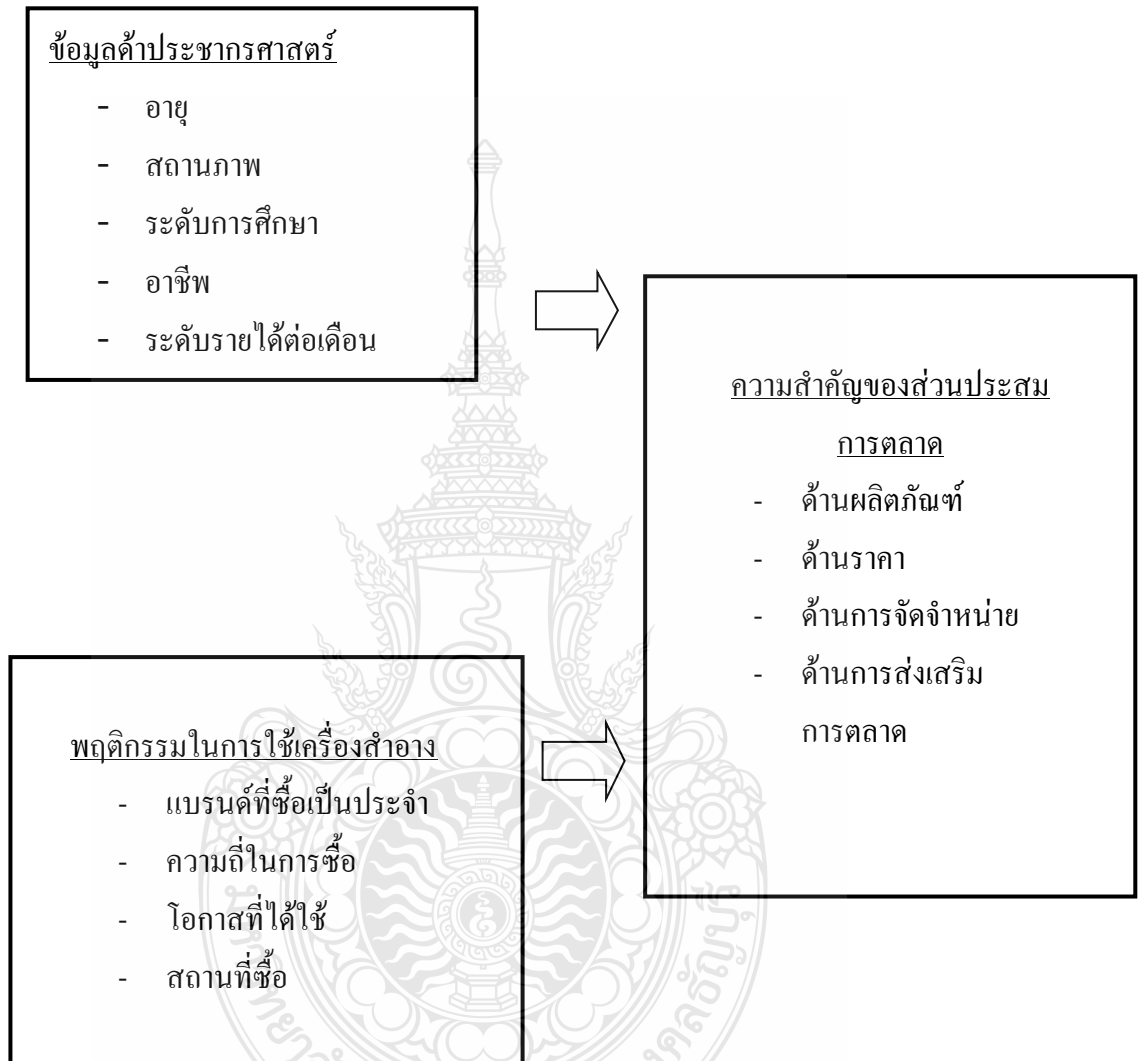 ข้อมูลด้าประชากรศาสตร์
- อายุ
- สถานภาพ
- ระดับการศึกษา
- อาชีพ
- ระดับรายได้ต่อเดือน
ความสำคัญของส่วนประสม
การตลาด
- ด้านผลิตภัณฑ์
- ด้านราคา
- ด้านการจัดจำหน่าย
- ด้านการส่งเสริม
การตลาด
พฤติกรรมในการใช้เครื่องสำอาง
- แบรนด์ที่ซื้อเป็นประจำ
- ความถี่ในการซื้อ
- โอกาสที่ได้ใช้
- สถานที่ซื้อ